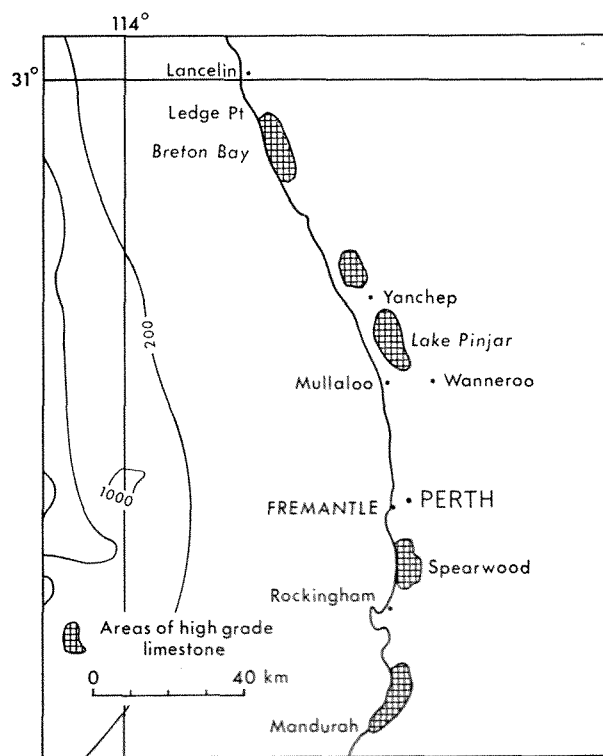 114°
31°
Lancelin
Ledge Pt
Breton Bay
Yanchep
200
Lake Pinjar
Mullaloo
Wanneroo
1000
FREMANTLE
PERTH
Spearwood
Rockingham
Areas of high grade
limestone
0 40 km
Mandurah